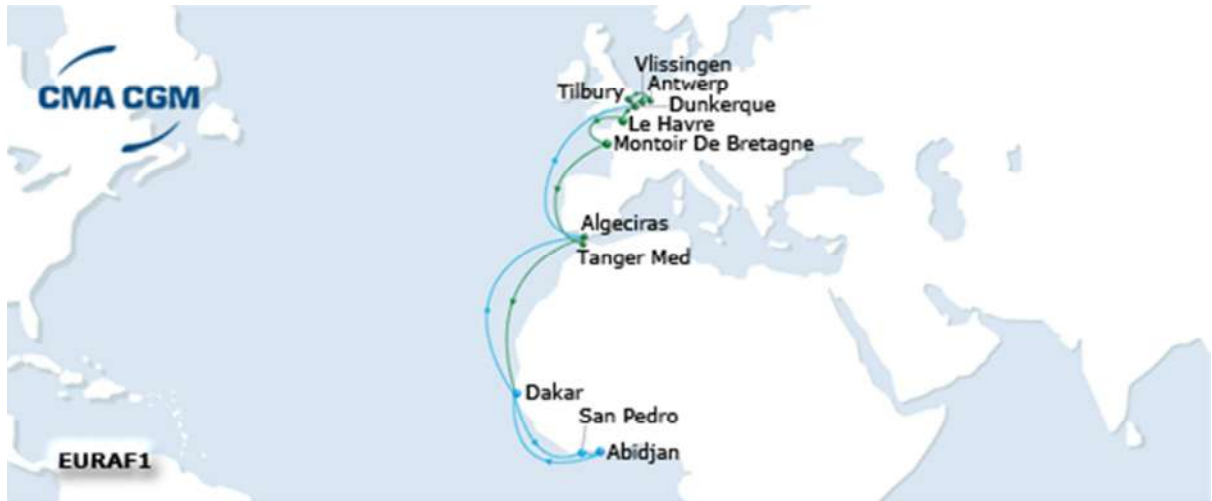 CMA CGM
Vlissingen
Antwerp
Tilbury
Dunkerque
Le Havre
Montoir De Bretagne
Algeciras
Tanger Med
Dakar
San Pedro
Abidjan
EURAF1